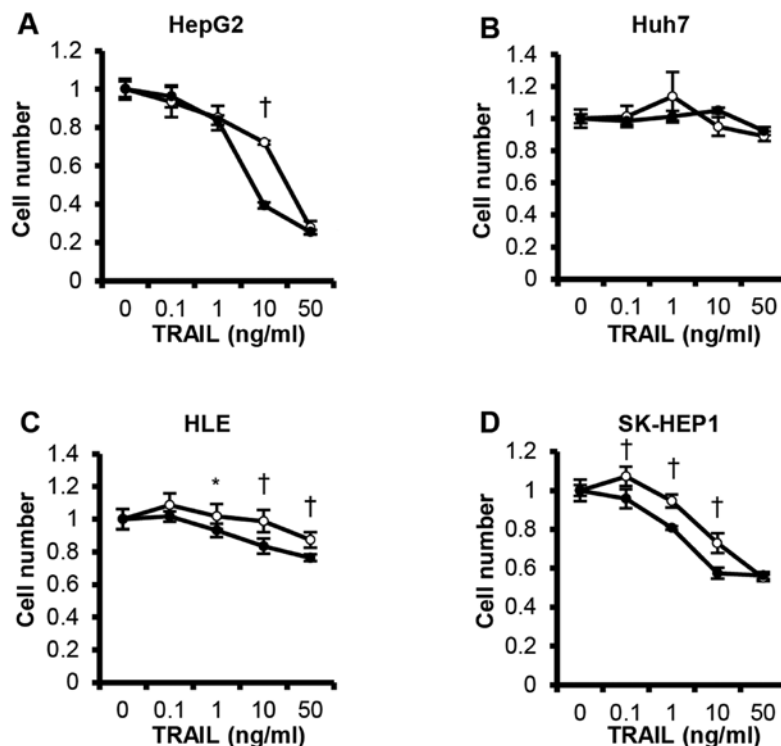 A
HepG2
Cell number
1.2
1
0.8
0.6
0.4
0.2
0
†
0 0.1 1 10 50
TRAIL (ng/ml)
B
Huh7
Cell number
1.4
1.2
1
0.8
0.6
0.4
0.2
0
0 0.1 1 10 50
TRAIL (ng/ml)
C
HLE
Cell number
1.4
1.2
1
0.8
0.6
0.4
0.2
0
* † †
0 0.1 1 10 50
TRAIL (ng/ml)
D
SK-HEP1
Cell number
1.2
1
0.8
0.6
0.4
0.2
0
† † †
0 0.1 1 10 50
TRAIL (ng/ml)